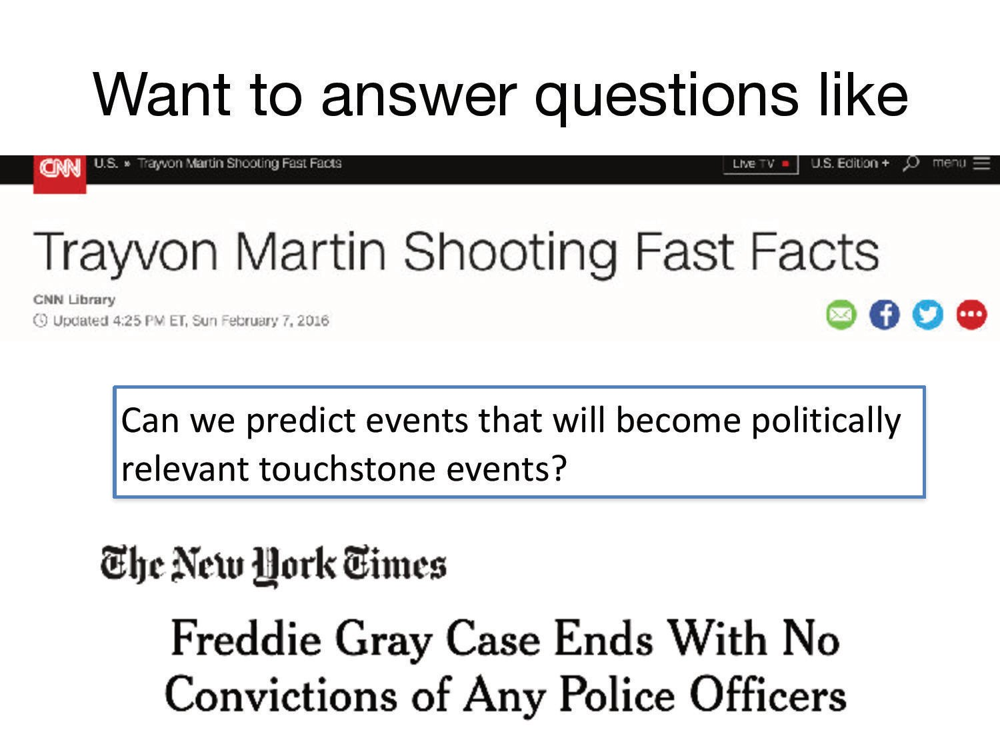 Want to answer questions like
CNN U.S. » Trayvon Martin Shooting Fast Facts Live TV U.S. Edition + menu
Trayvon Martin Shooting Fast Facts
CNN Library
Updated 4:25 PM ET, Sun February 7, 2016
Can we predict events that will become politically
relevant touchstone events?
The New York Times
Freddie Gray Case Ends With No
Convictions of Any Police Officers